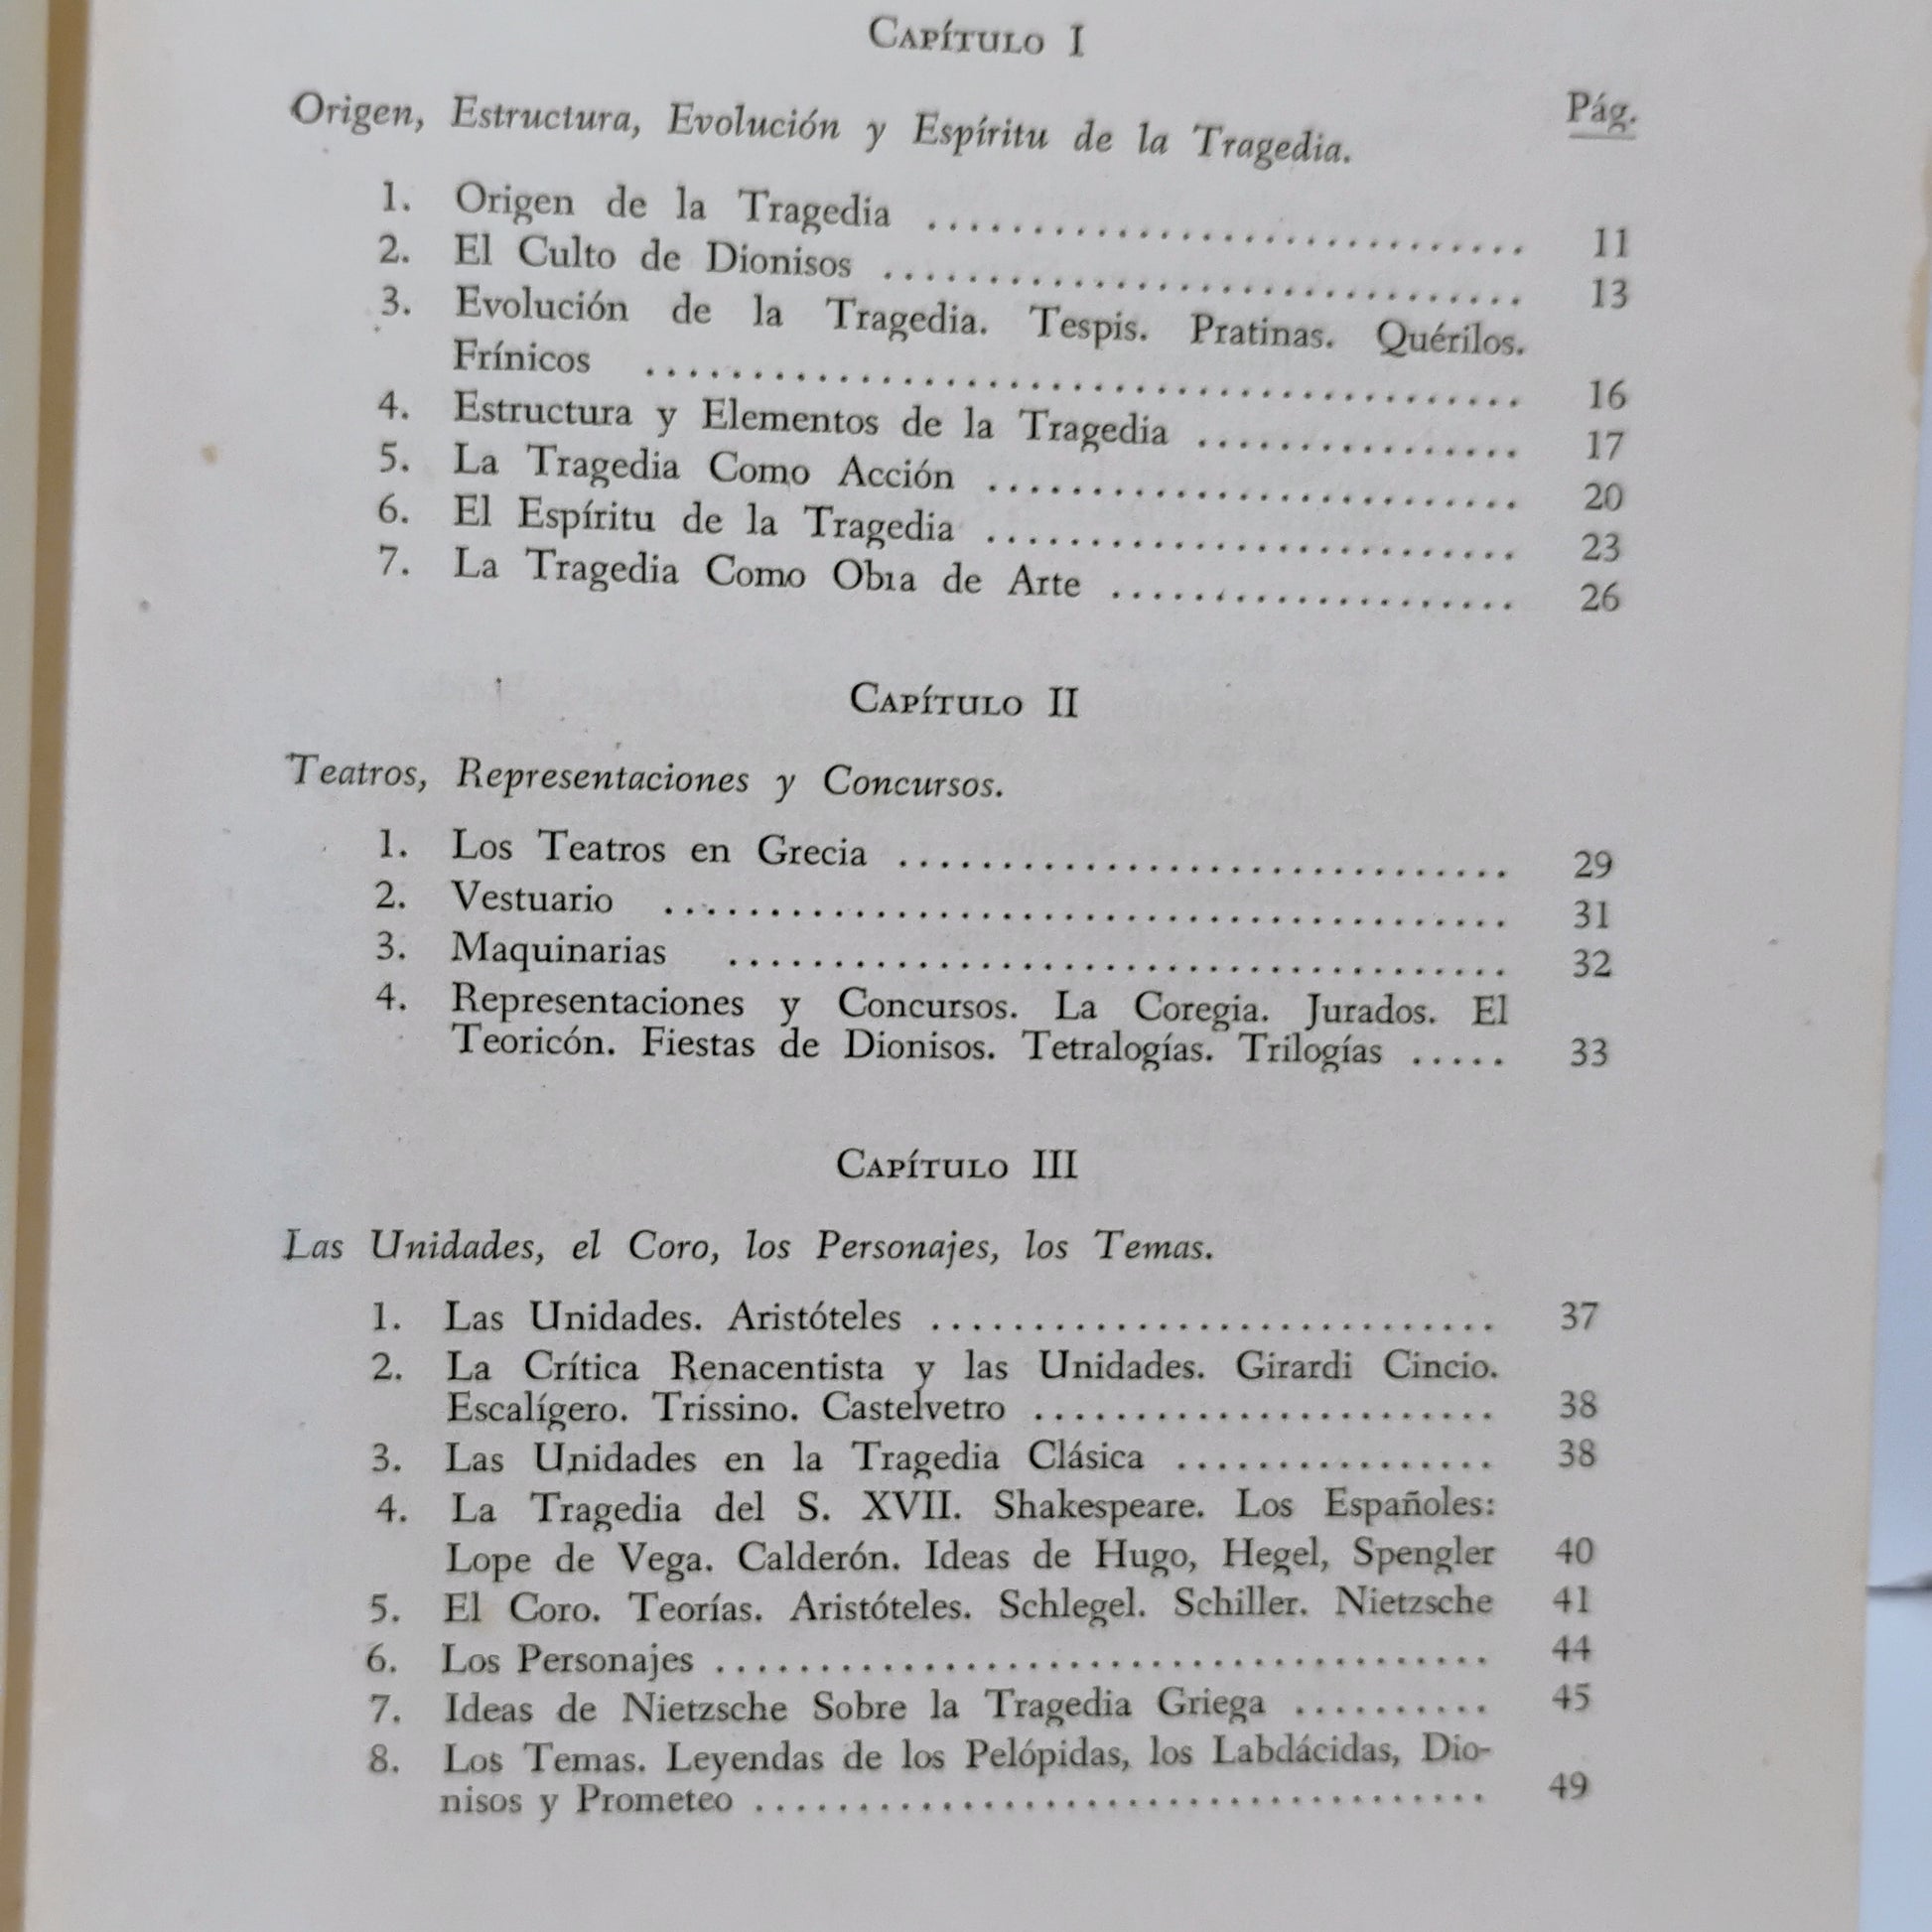 CAPÍTULO I
Pág.
Origen, Estructura, Evolución y Espíritu de la Tragedia.
1. Origen de la Tragedia .............................. 11
2. El Culto de Dionisos ................................ 13
3. Evolución de la Tragedia. Tespis. Pratinas. Quérilos.
Frínicos .......................................... 16
4. Estructura y Elementos de la Tragedia ................ 17
5. La Tragedia Como Acción ........................... 20
6. El Espíritu de la Tragedia ........................... 23
7. La Tragedia Como Obra de Arte .................... 26
CAPÍTULO II
Teatros, Representaciones y Concursos.
1. Los Teatros en Grecia .............................. 29
2. Vestuario ......................................... 31
3. Maquinarias ...................................... 32
4. Representaciones y Concursos. La Coregia. Jurados. El
Teoricón. Fiestas de Dionisos. Tetralogías. Trilogías ..... 33
CAPÍTULO III
Las Unidades, el Coro, los Personajes, los Temas.
1. Las Unidades. Aristóteles ............................ 37
2. La Crítica Renacentista y las Unidades. Girardi Cincio.
Escalígero. Trissino. Castelvetro ....................... 38
3. Las Unidades en la Tragedia Clásica ................ 38
4. La Tragedia del S. XVII. Shakespeare. Los Españoles:
Lope de Vega. Calderón. Ideas de Hugo, Hegel, Spengler 40
5. El Coro. Teorías. Aristóteles. Schlegel. Schiller. Nietzsche 41
6. Los Personajes ...................................... 44
7. Ideas de Nietzsche Sobre la Tragedia Griega .......... 45
8. Los Temas. Leyendas de los Pelópidas, los Labdácidas, Dio-
nisos y Prometeo ................................... 49